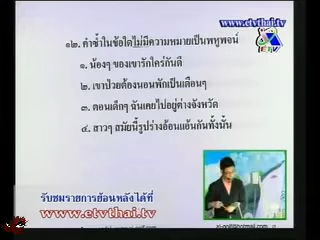 www.etvthai.tv
ETV
๑๒. คำซ้ำในข้อใดไม่มีความหมายเป็นพหูพจน์
๑. น้องๆ ของเขารักใคร่กันดี
๒. เขาป่วยต้องนอนพักเป็นเดือนๆ
๓. ตอนเด็กๆ ฉันเคยไปอยู่ต่างจังหวัด
๔. สาวๆ สมัยนี้รูปร่างอ้อนแอ้นกันทั้งนั้น
รับชมรายการย้อนหลังได้ที่
www.etvthai.tv